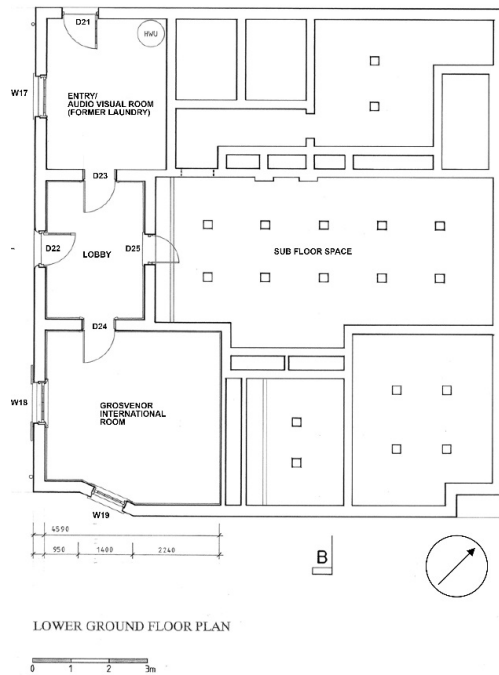 D21
HWU
W17
ENTRY/
AUDIO VISUAL ROOM
(FORMER LAUNDRY)
D23
D22
LOBBY
D25
SUB FLOOR SPACE
D24
W18
GROSVENOR
INTERNATIONAL
ROOM
W19
4590
950 1400 2240
B
LOWER GROUND FLOOR PLAN
0 1 2 3m